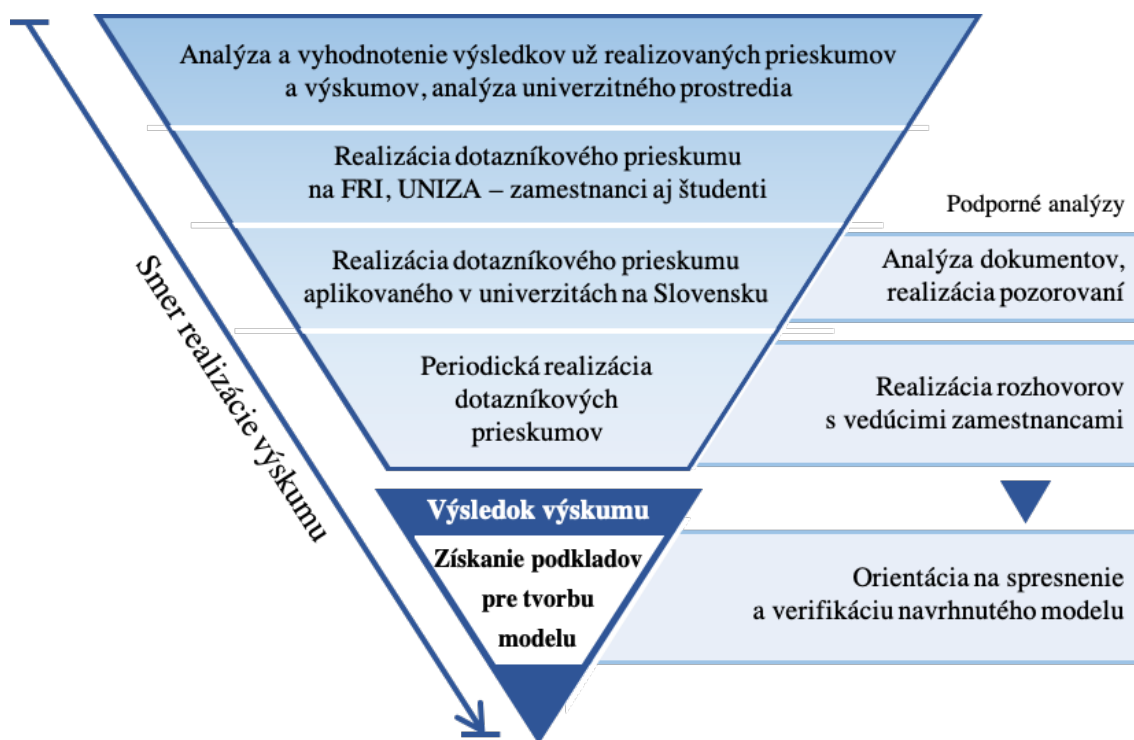 Analýza a vyhodnotenie výsledkov už realizovaných prieskumov
a výskumov, analýza univerzitného prostredia
Realizácia dotazníkového prieskumu
na FRI, UNIZA – zamestnanci aj študenti
Realizácia dotazníkového prieskumu
aplikovaného v univerzitách na Slovensku
Periodická realizácia
dotazníkových
prieskumov
Smer realizácie výskumu
Výsledok výskumu
Získanie podkladov
pre tvorbu
modelu
Podporné analýzy
Analýza dokumentov,
realizácia pozorovaní
Realizácia rozhovorov
s vedúcimi zamestnancami
Orientácia na spresnenie
a verifikáciu navrhnutého modelu